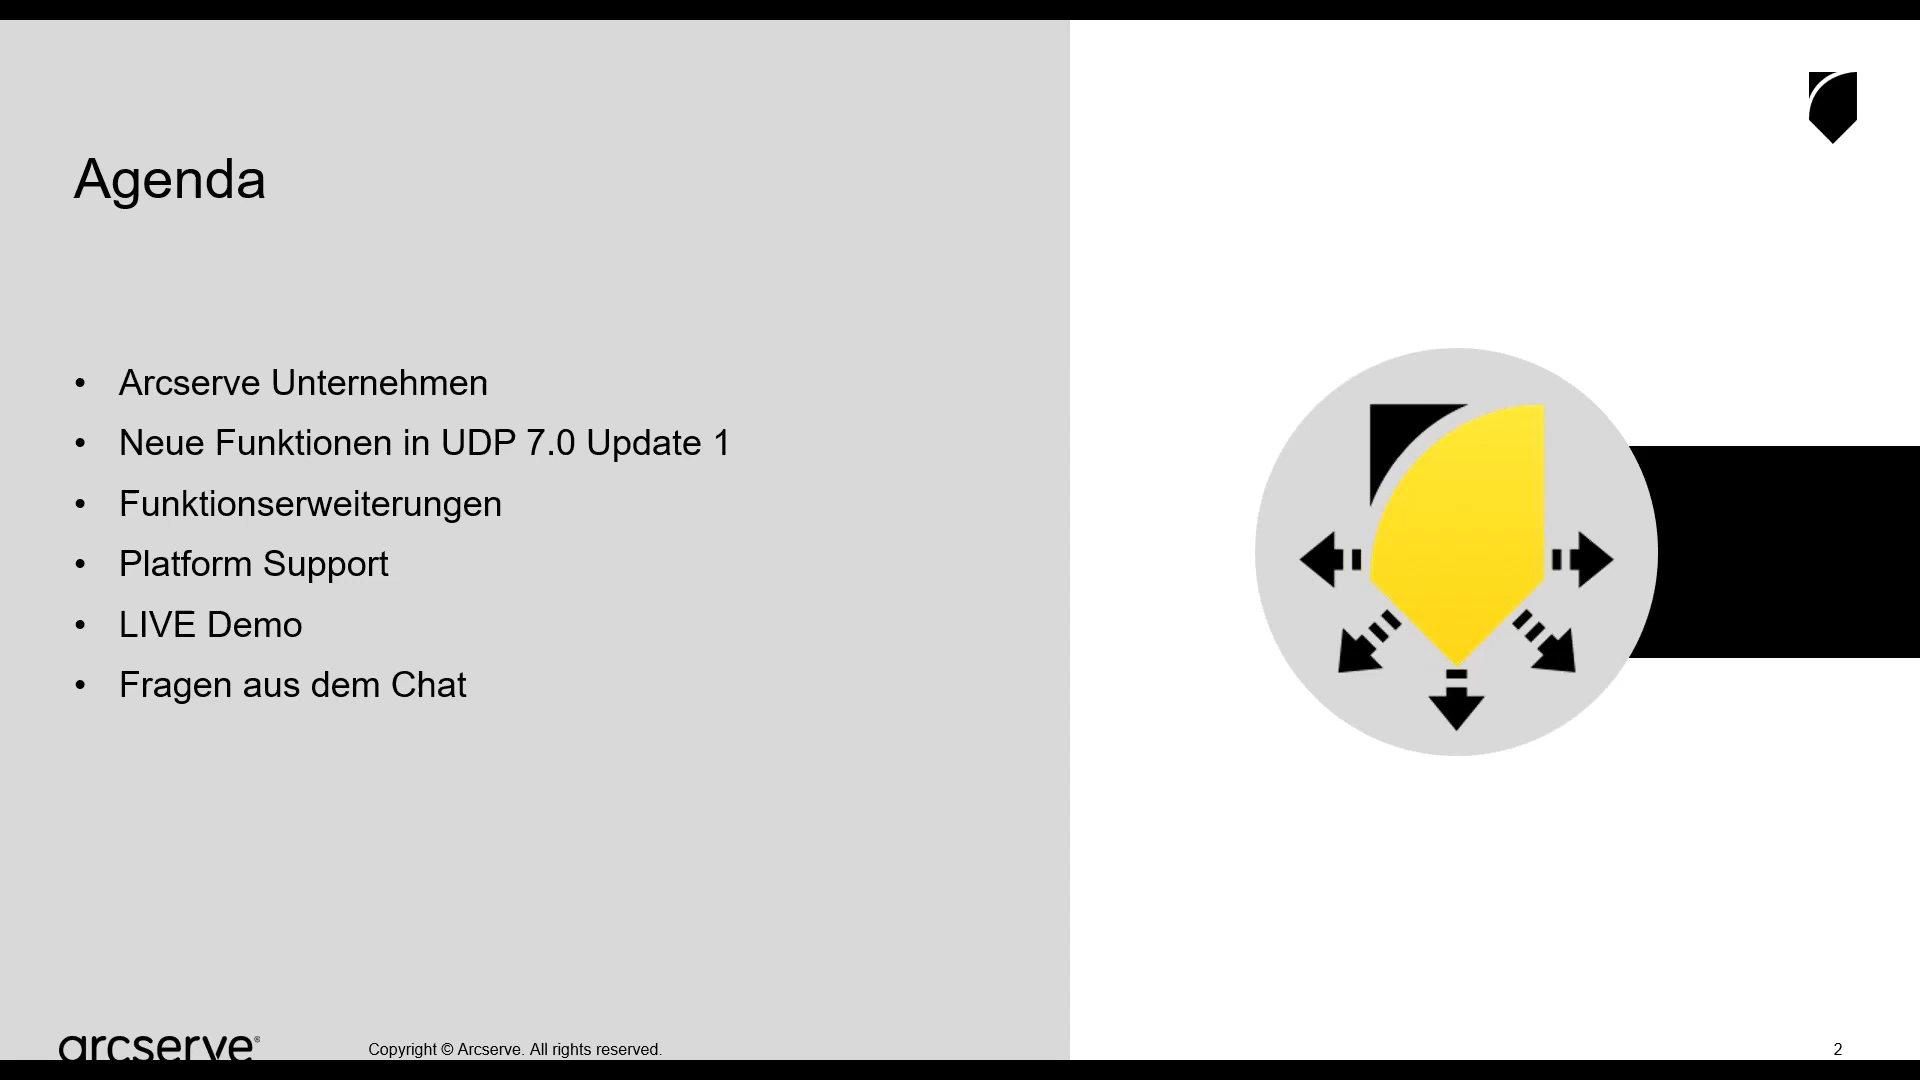 Agenda
• Arcserve Unternehmen
• Neue Funktionen in UDP 7.0 Update 1
• Funktionserweiterungen
• Platform Support
• LIVE Demo
• Fragen aus dem Chat
arcserve®
Copyright © Arcserve. All rights reserved.
2